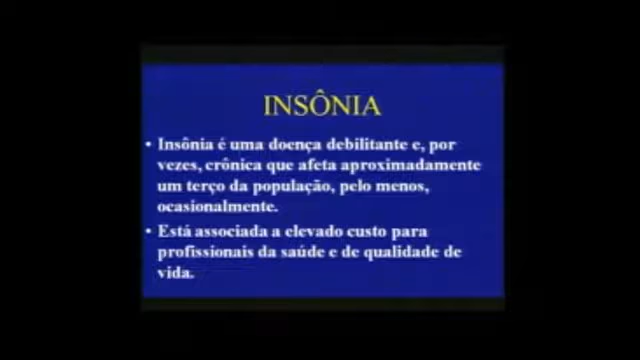 INSÔNIA
• Insônia é uma doença debilitante e, por
vezes, crônica que afeta aproximadamente
um terço da população, pelo menos,
ocasionalmente.
• Está associada a elevado custo para
profissionais da saúde e de qualidade de
vida.